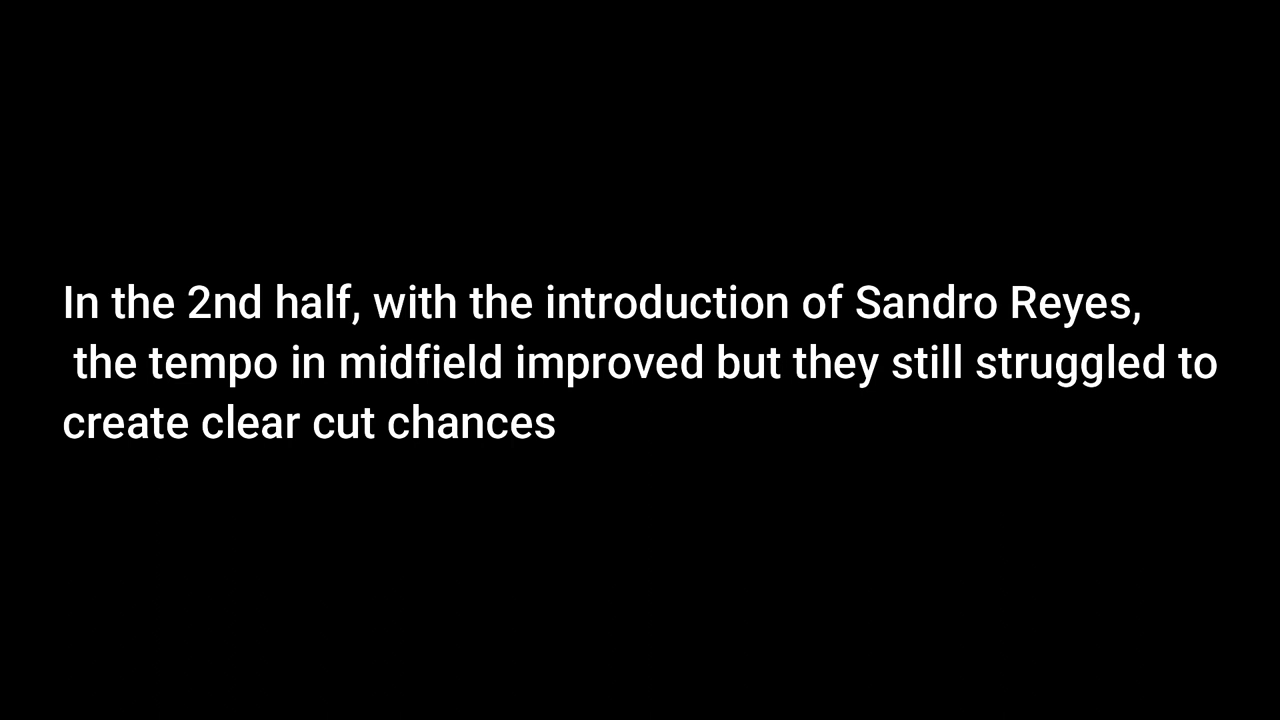 In the 2nd half, with the introduction of Sandro Reyes,
the tempo in midfield improved but they still struggled to
create clear cut chances